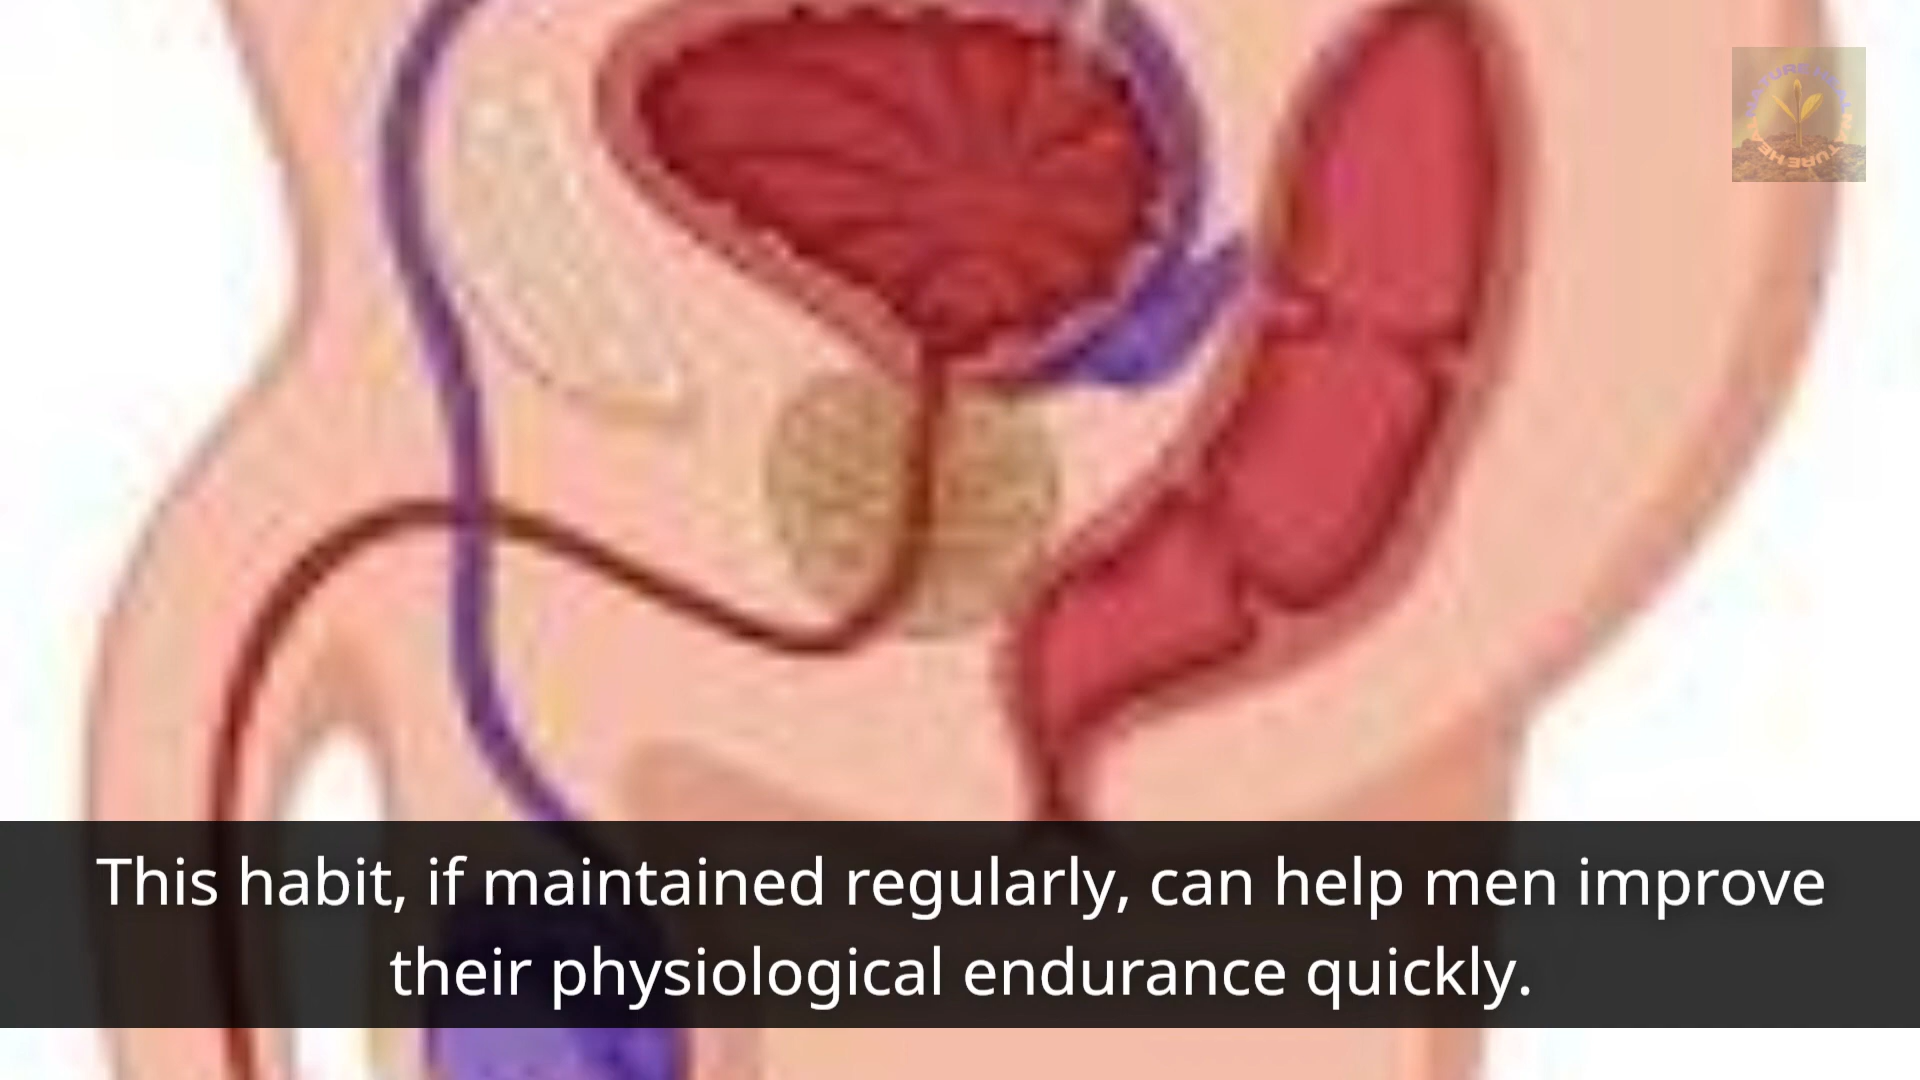 This habit, if maintained regularly, can help men improve
their physiological endurance quickly.